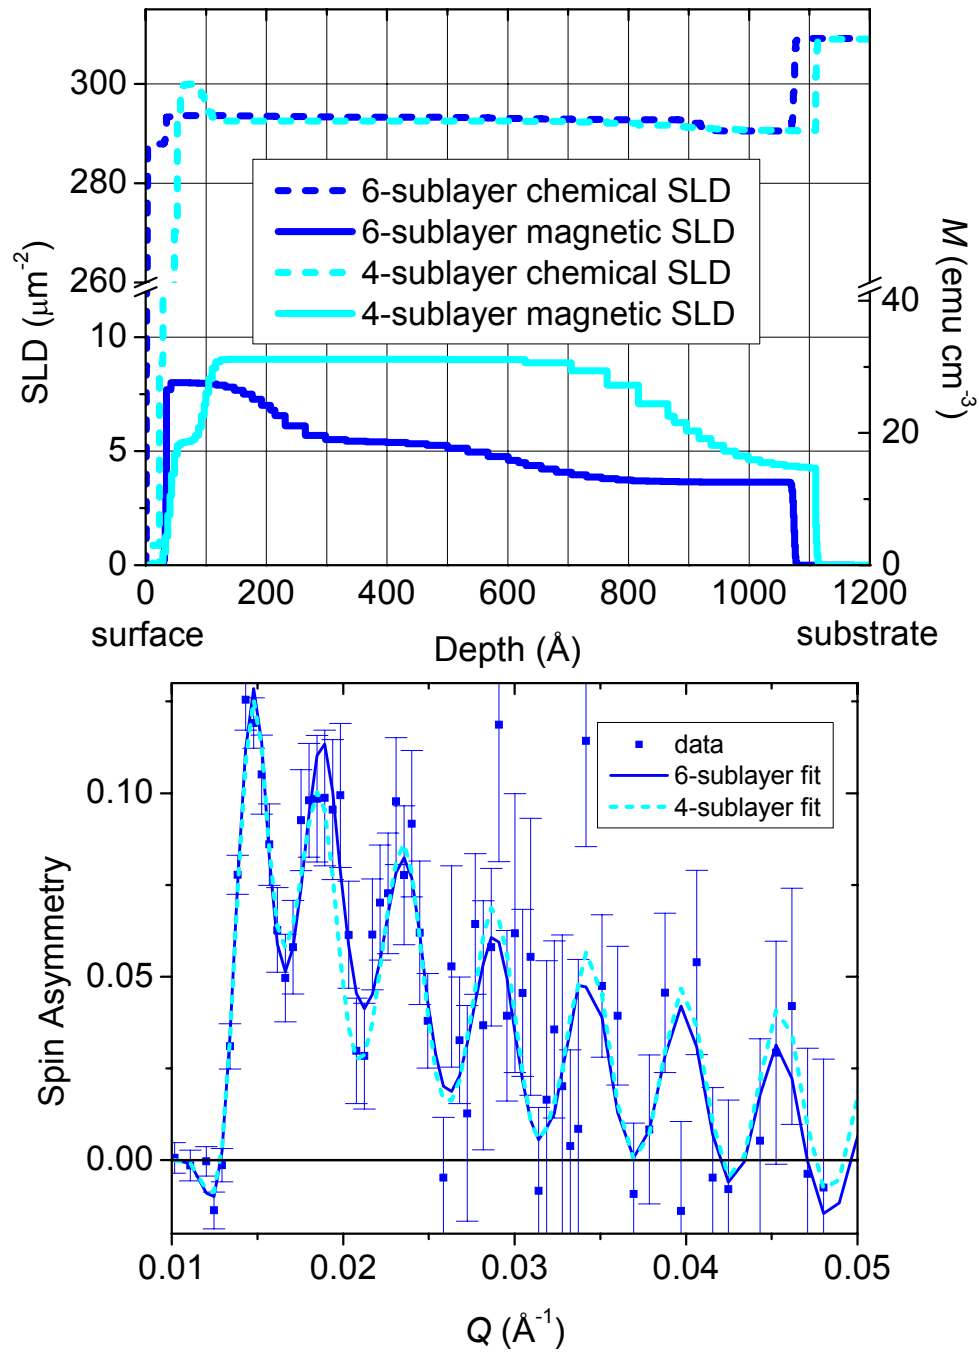 300
280
260
10
5
0
SLD (μm⁻²)
6-sublayer chemical SLD
6-sublayer magnetic SLD
4-sublayer chemical SLD
4-sublayer magnetic SLD
40
20
0
M (emu cm⁻³)
0 200 400 600 800 1000 1200
surface Depth (Å) substrate
data
6-sublayer fit
4-sublayer fit
0.10
0.05
0.00
Spin Asymmetry
0.01 0.02 0.03 0.04 0.05
Q (Å⁻¹)